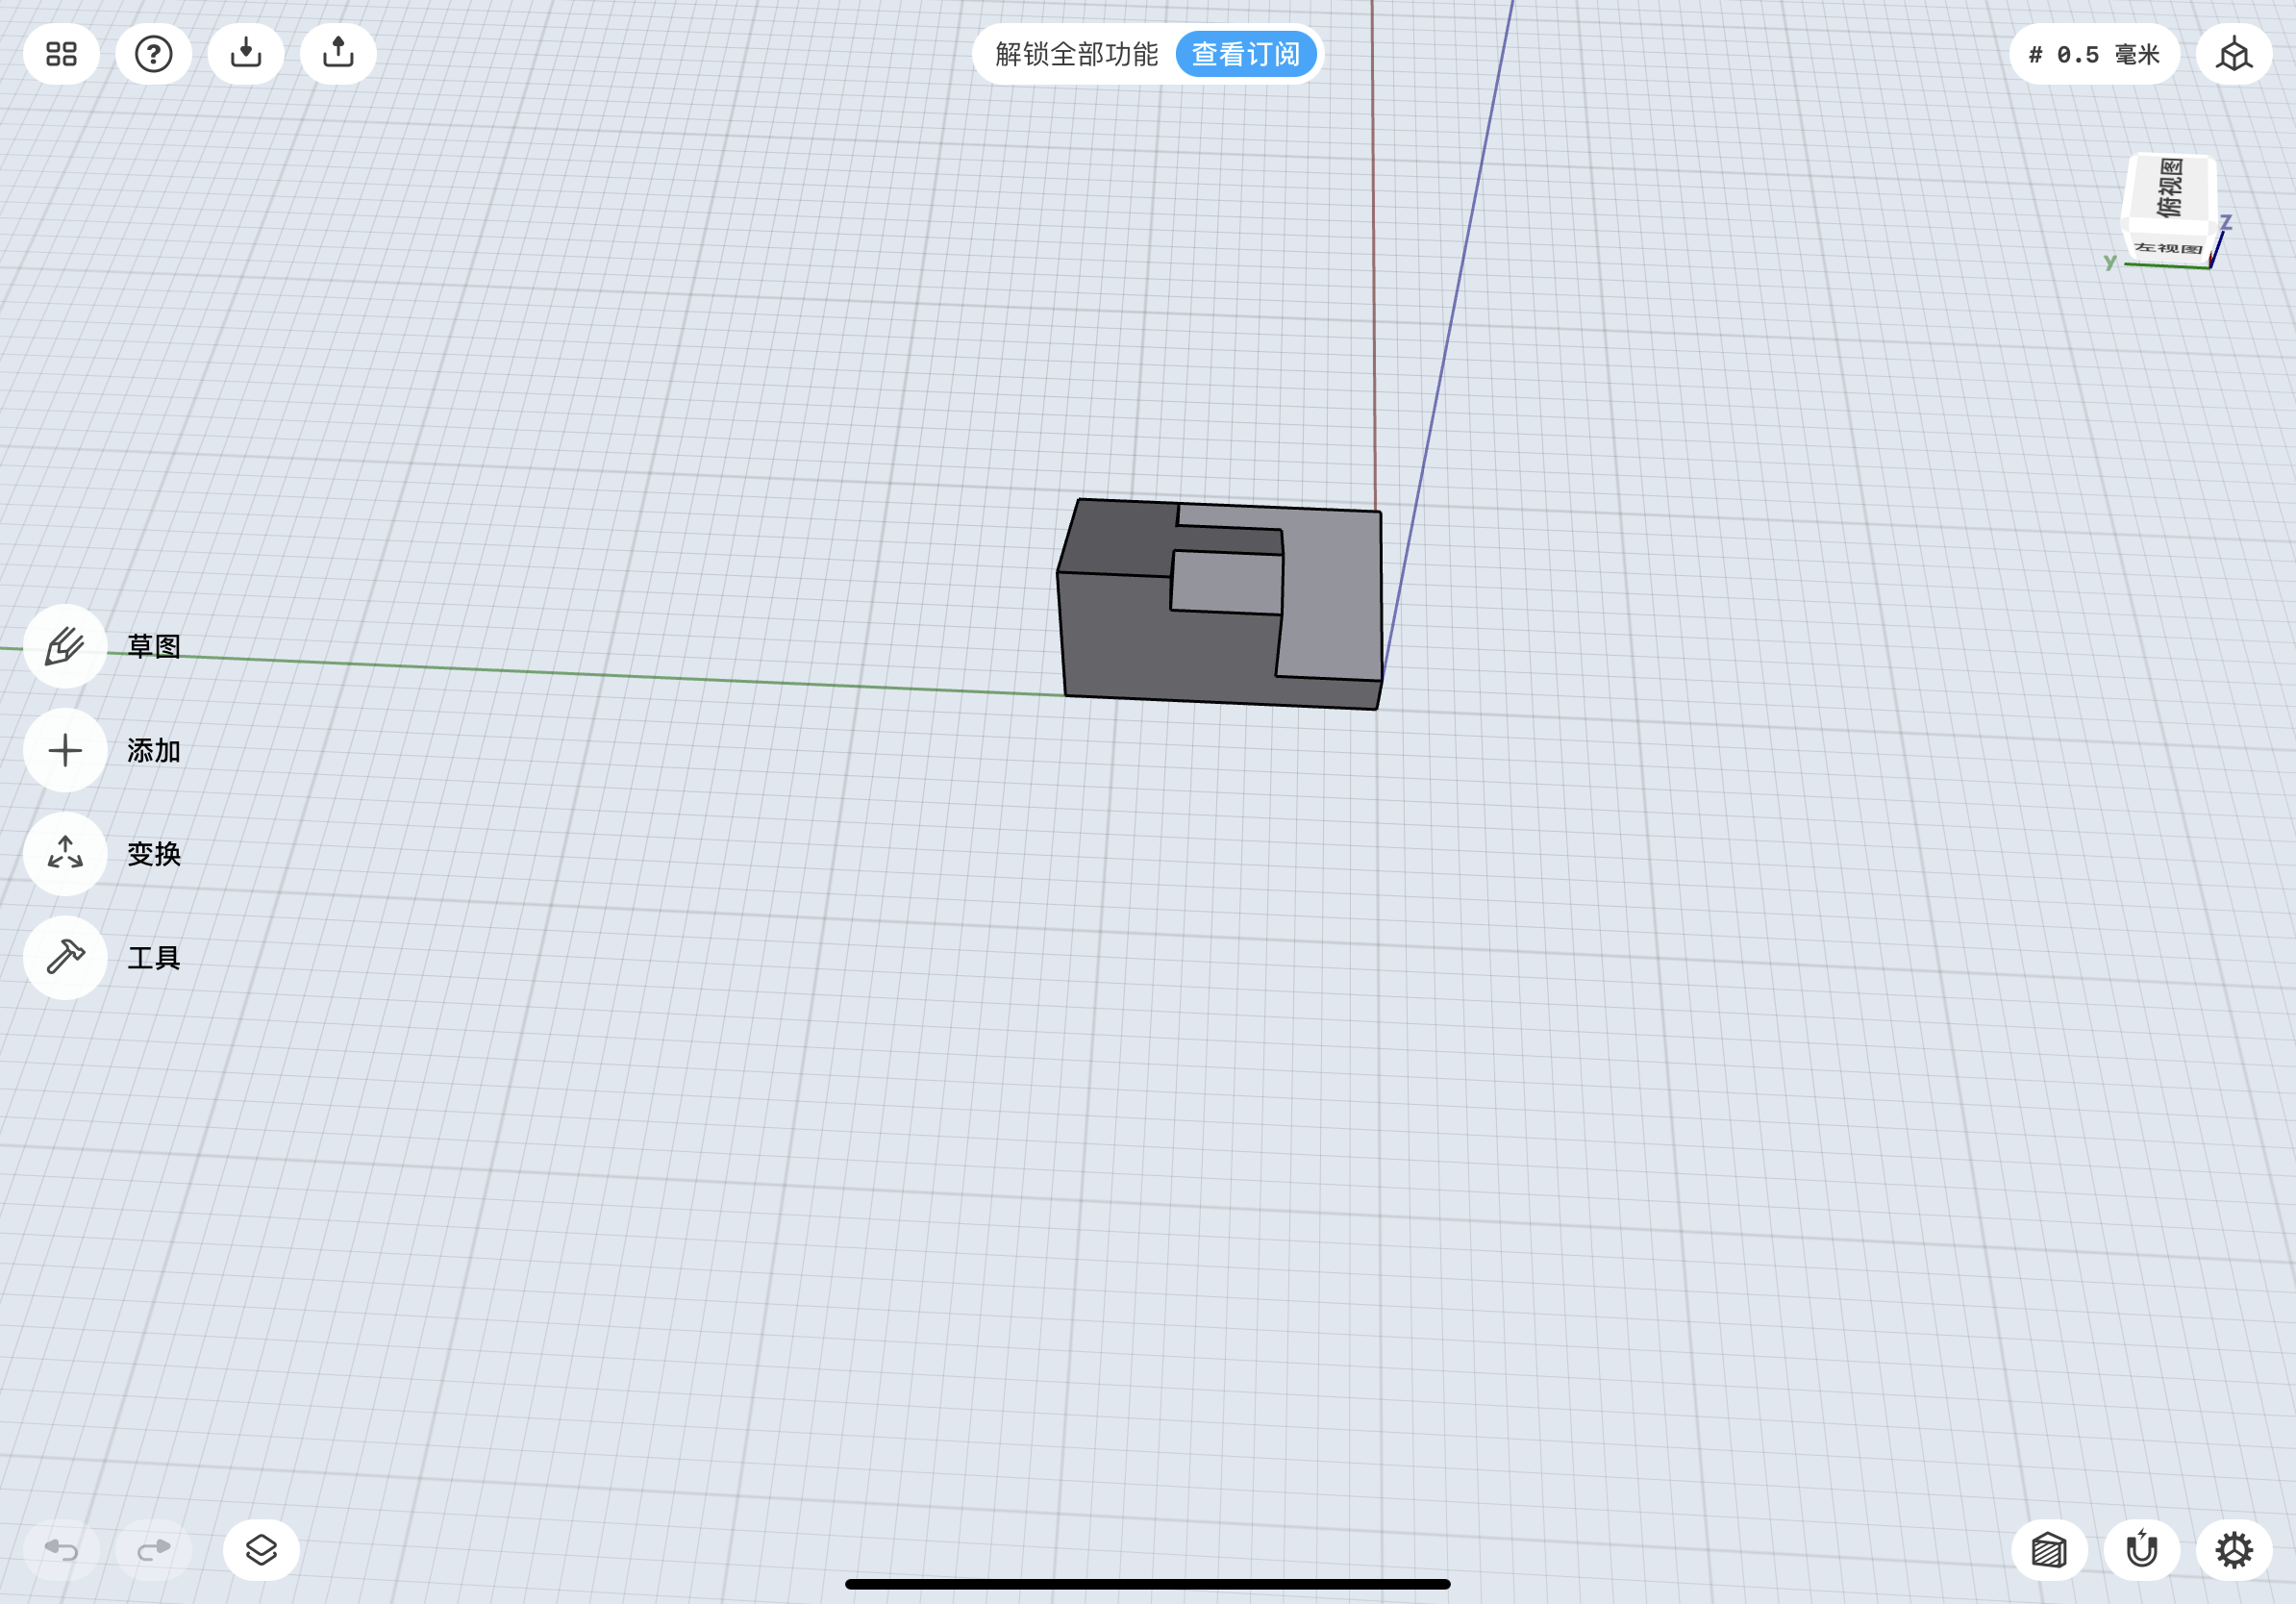 解锁全部功能 查看订阅
# 0.5 毫米
俯视图
左视图
Z
Y
草图
添加
变换
工具